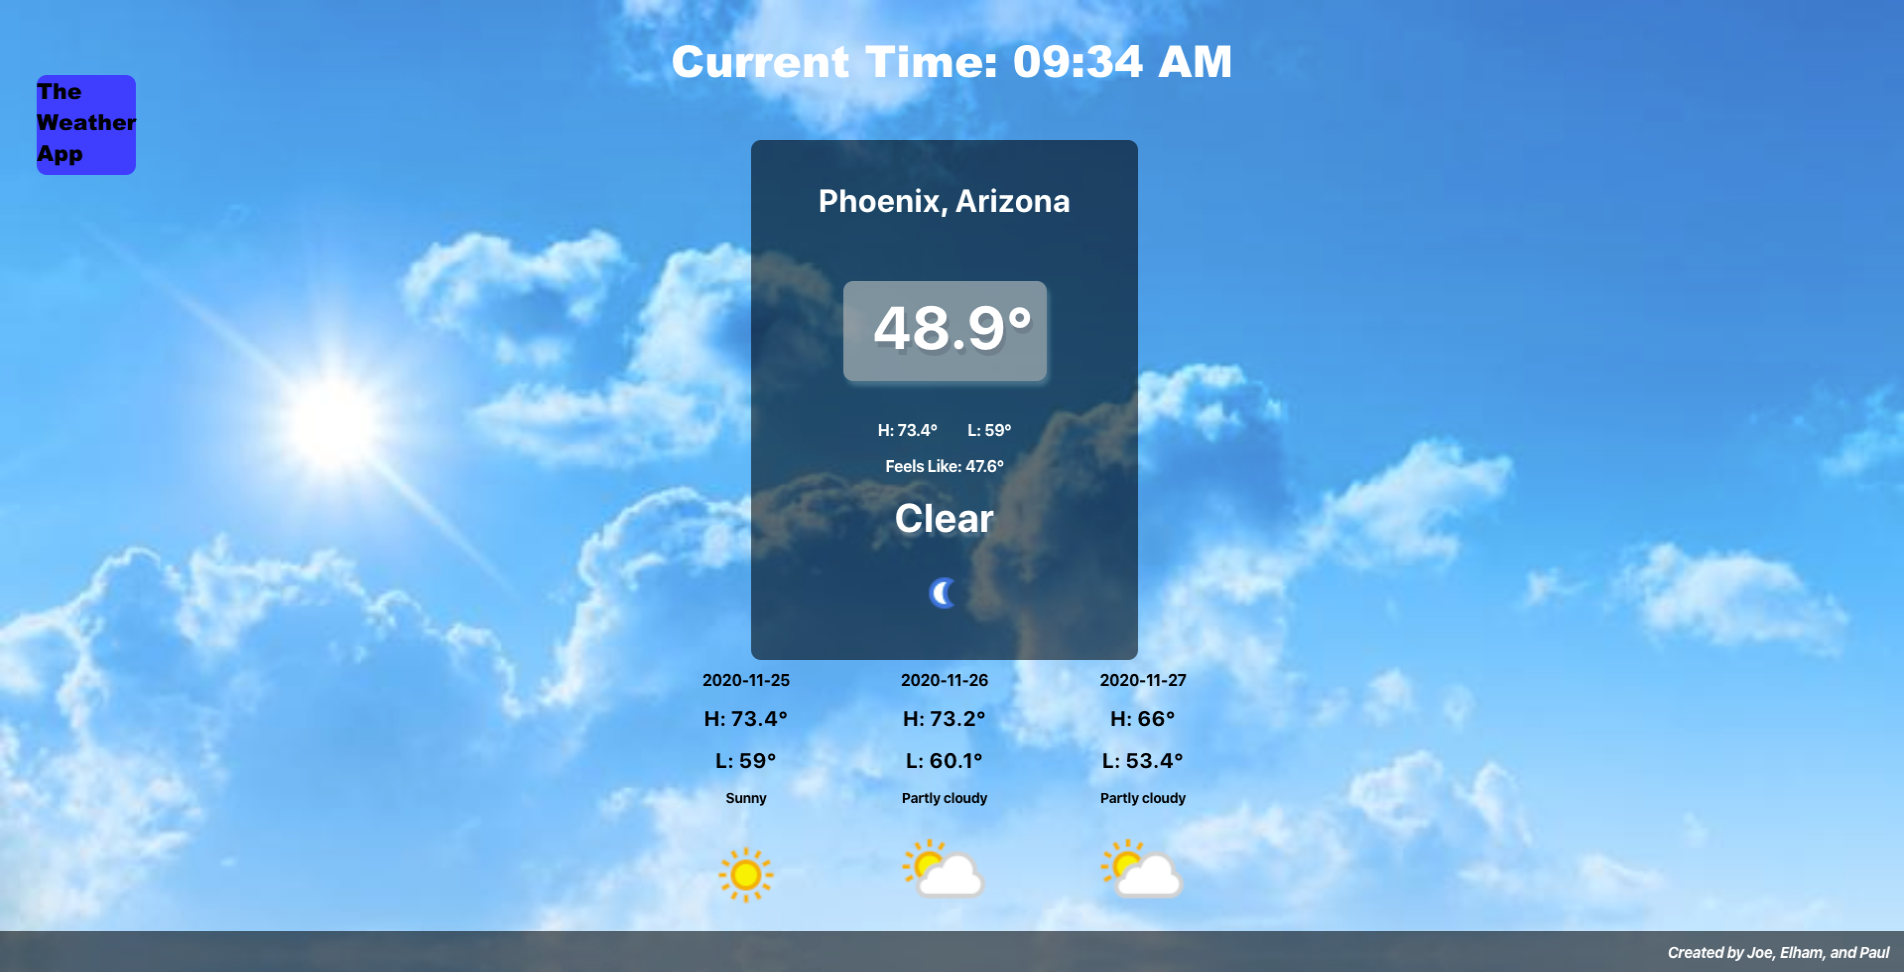 Current Time: 09:34 AM
The
Weather
App
Phoenix, Arizona
48.9°
H: 73.4° L: 59°
Feels Like: 47.6°
Clear
2020-11-25 2020-11-26 2020-11-27
H: 73.4° H: 73.2° H: 66°
L: 59° L: 60.1° L: 53.4°
Sunny Partly cloudy Partly cloudy
Created by Joe, Elham, and Paul